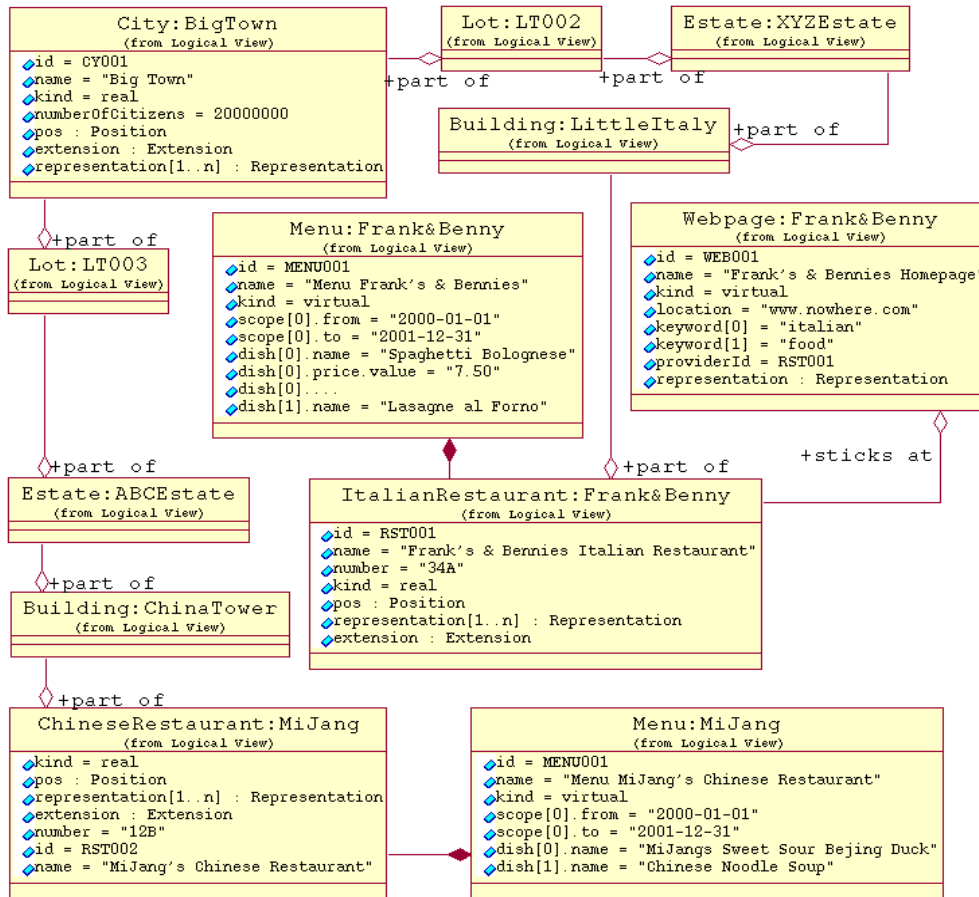 City:BigTown
(from Logical View)
id = CY001
name = "Big Town"
kind = real
numberOfCitizens = 20000000
pos : Position
extension : Extension
representation[1..n] : Representation
Lot:LT002
(from Logical View)
+part of
Estate:XYZEstate
(from Logical View)
+part of
Building:LittleItaly
(from Logical View)
+part of
+part of
Lot:LT003
(from Logical View)
Menu:Frank&Benny
(from Logical View)
id = MENU001
name = "Menu Frank's & Bennies"
kind = virtual
scope[0].from = "2000-01-01"
scope[0].to = "2001-12-31"
dish[0].name = "Spaghetti Bolognese"
dish[0].price.value = "7.50"
dish[0]....
dish[1].name = "Lasagne al Forno"
Webpage:Frank&Benny
(from Logical View)
id = WEB001
name = "Frank's & Bennies Homepage"
kind = virtual
location = "www.nowhere.com"
keyword[0] = "italian"
keyword[1] = "food"
providerId = RST001
representation : Representation
+sticks at
+part of
+part of
Estate:ABCEstate
(from Logical View)
ItalianRestaurant:Frank&Benny
(from Logical View)
id = RST001
name = "Frank's & Bennies Italian Restaurant"
number = "34A"
kind = real
pos : Position
representation[1..n] : Representation
extension : Extension
+part of
Building:ChinaTower
(from Logical View)
+part of
ChineseRestaurant:MiJang
(from Logical View)
kind = real
pos : Position
representation[1..n] : Representation
extension : Extension
number = "12B"
id = RST002
name = "MiJang's Chinese Restaurant"
Menu:MiJang
(from Logical View)
id = MENU001
name = "Menu MiJang's Chinese Restaurant"
kind = virtual
scope[0].from = "2000-01-01"
scope[0].to = "2001-12-31"
dish[0].name = "MiJangs Sweet Sour Bejing Duck"
dish[1].name = "Chinese Noodle Soup"